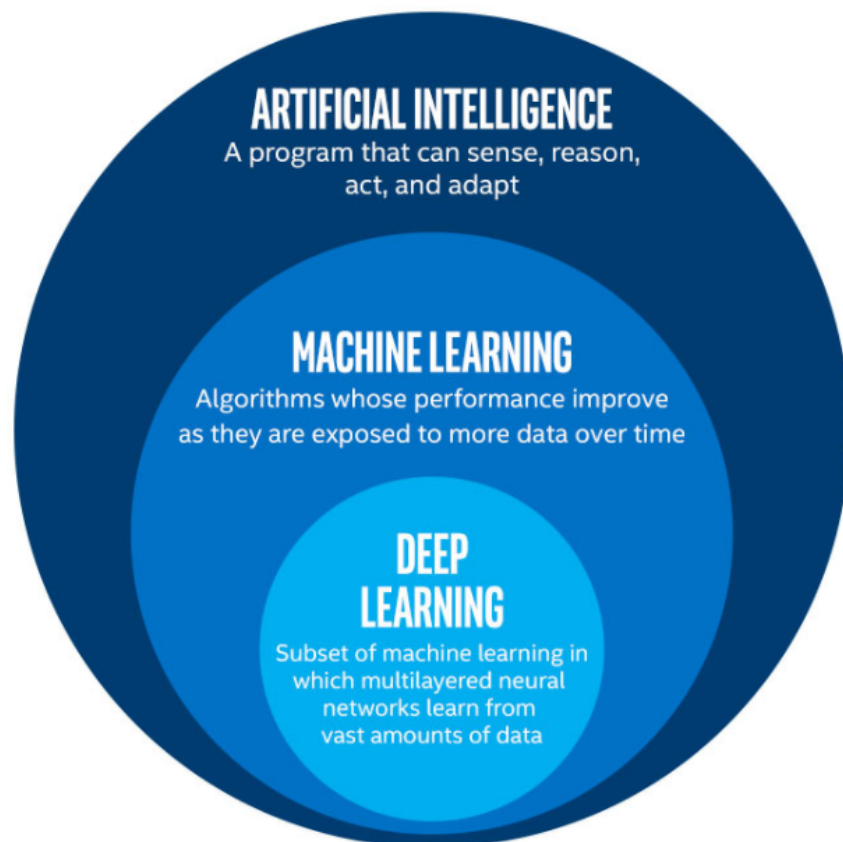 ARTIFICIAL INTELLIGENCE
A program that can sense, reason,
act, and adapt
MACHINE LEARNING
Algorithms whose performance improve
as they are exposed to more data over time
DEEP
LEARNING
Subset of machine learning in
which multilayered neural
networks learn from
vast amounts of data